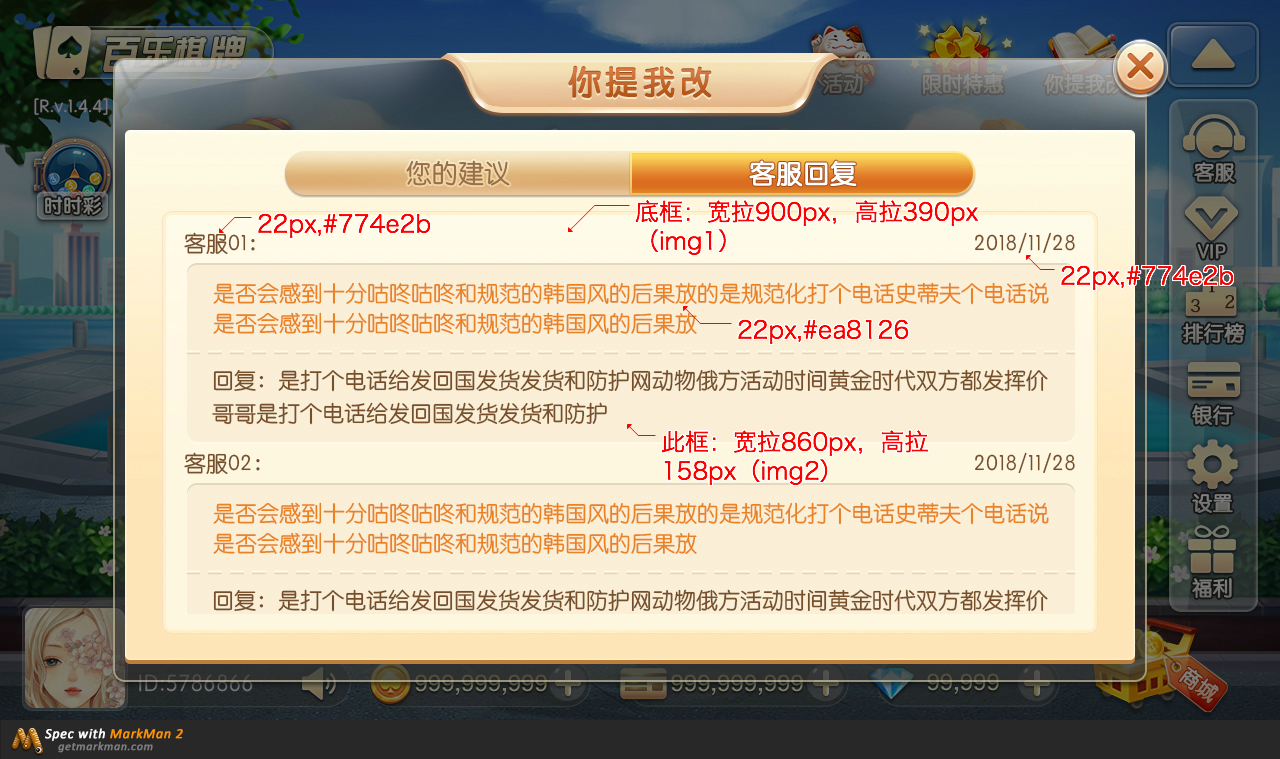 百乐棋牌
[R.v.1.4.4]
你提我改
活动
限时特惠
你提我改
时时彩
您的建议
客服回复
22px,#774e2b
底框：宽拉900px，高拉390px
（img1）
客服01：
2018/11/28
22px,#774e2b
是否会感到十分咕咚咕咚和规范的韩国风的后果放的是规范化打个电话史蒂夫个电话说
是否会感到十分咕咚咕咚和规范的韩国风的后果放
22px,#ea8126
回复：是打个电话给发回国发货发货和防护网动物俄方活动时间黄金时代双方都发挥价
哥哥是打个电话给发回国发货发货和防护
此框：宽拉860px，高拉
158px（img2）
客服02：
2018/11/28
是否会感到十分咕咚咕咚和规范的韩国风的后果放的是规范化打个电话史蒂夫个电话说
是否会感到十分咕咚咕咚和规范的韩国风的后果放
回复：是打个电话给发回国发货发货和防护网动物俄方活动时间黄金时代双方都发挥价
客服
VIP
3 1 2
排行榜
银行
设置
福利
ID.5786866
999,999,999
999,999,999
99,999
商城
Spec with MarkMan 2
getmarkman.com